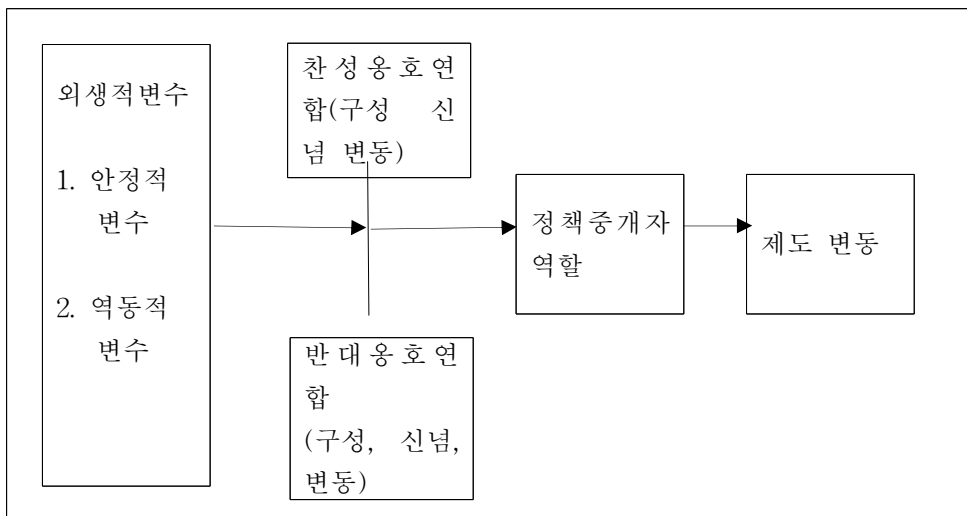 외생적변수
1. 안정적
변수
2. 역동적
변수
찬성옹호연
합(구성 신
념 변동)
반대옹호연
합
(구성, 신념,
변동)
정책중개자
역할
제도 변동